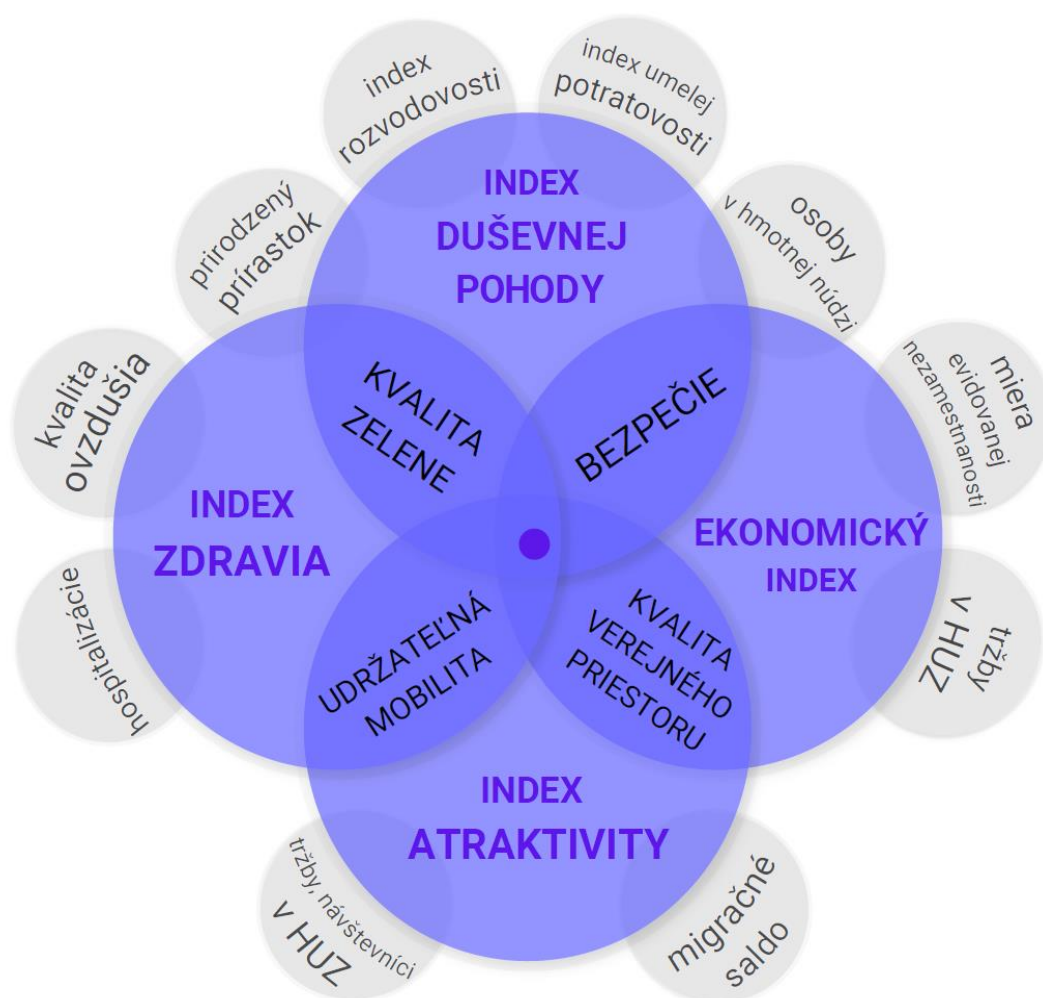 index
rozvodovosti
index umelej
potratovosti
prirodzený
prírastok
osoby
v hmotnej núdzi
INDEX
DUŠEVNEJ
POHODY
kvalita
ovzdušia
miera
evidovanej
nezamestnanosti
KVALITA
ZELENE
BEZPEČIE
INDEX
ZDRAVIA
EKONOMICKÝ
INDEX
hospitalizácie
tržby
v HUZ
UDRŽATEĽNÁ
MOBILITA
KVALITA
VEREJNÉHO
PRIESTORU
INDEX
ATRAKTIVITY
tržby, návštevníci
v HUZ
migračné
saldo